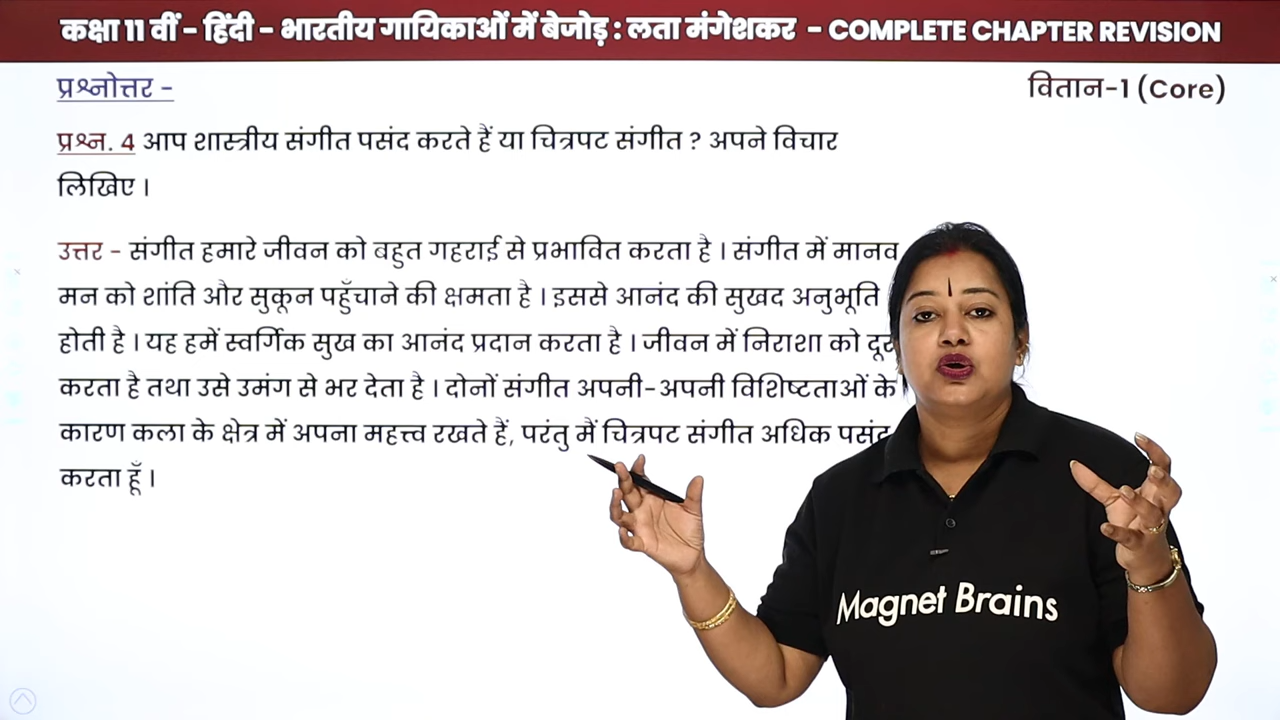 कक्षा 11 वीं - हिंदी - भारतीय गायिकाओं में बेजोड़ : लता मंगेशकर - COMPLETE CHAPTER REVISION
प्रश्नोत्तर -
वितान-1 (Core)
प्रश्न. 4 आप शास्त्रीय संगीत पसंद करते हैं या चित्रपट संगीत ? अपने विचार
लिखिए ।
उत्तर - संगीत हमारे जीवन को बहुत गहराई से प्रभावित करता है । संगीत में मानव
मन को शांति और सुकून पहुँचाने की क्षमता है । इससे आनंद की सुखद अनुभूति
होती है । यह हमें स्वर्गिक सुख का आनंद प्रदान करता है । जीवन में निराशा को दूर
करता है तथा उसे उमंग से भर देता है । दोनों संगीत अपनी-अपनी विशिष्टताओं के
कारण कला के क्षेत्र में अपना महत्त्व रखते हैं, परंतु मैं चित्रपट संगीत अधिक पसंद
करता हूँ ।
Magnet Brains